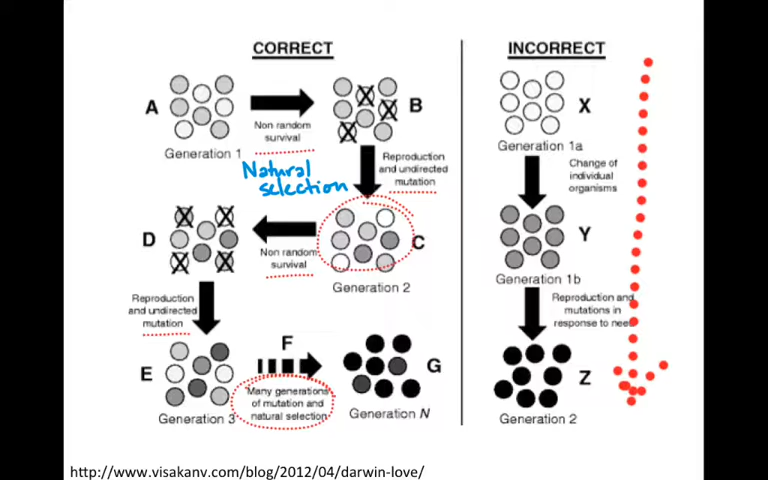 CORRECT
A
Generation 1
Non random
survival
B
Natural
selection
Reproduction
and undirected
mutation
C
Generation 2
Non random
survival
D
Reproduction
and undirected
mutation
E
Generation 3
F
Many generations
of mutation and
natural selection
G
Generation N
INCORRECT
X
Generation 1a
Change of
individual
organisms
Y
Generation 1b
Reproduction and
mutations in
response to need
Z
Generation 2
http://www.visakanv.com/blog/2012/04/darwin-love/